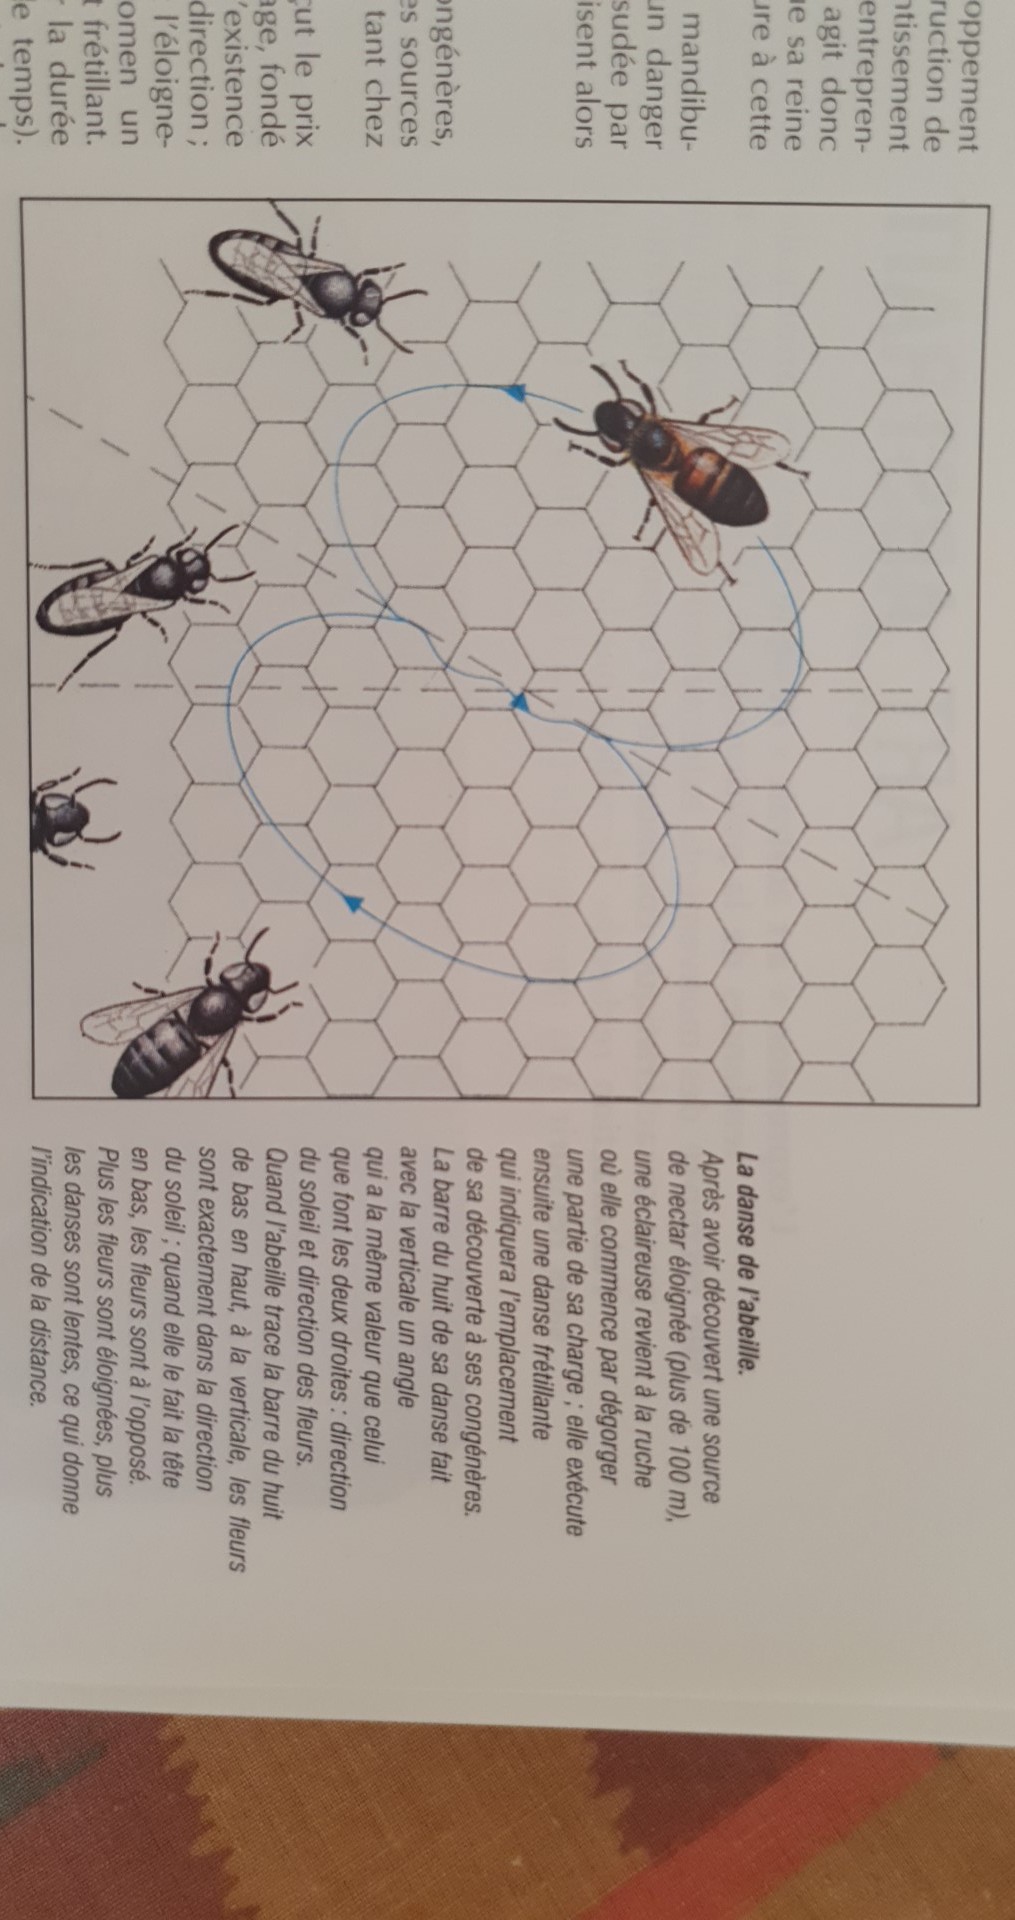 oppement
ruction de
ntissement
entrepren-
agit donc
e sa reine
ure à cette
mandibu-
un danger
sudée par
isent alors
ongénères,
es sources
tant chez
çut le prix
age, fondé
'existence
direction ;
l'éloigne-
omen un
t frétillant.
r la durée
e temps).
La danse de l'abeille.
Après avoir découvert une source
de nectar éloignée (plus de 100 m),
une éclaireuse revient à la ruche
où elle commence par dégorger
une partie de sa charge ; elle exécute
ensuite une danse frétillante
qui indiquera l'emplacement
de sa découverte à ses congénères.
La barre du huit de sa danse fait
avec la verticale un angle
qui a la même valeur que celui
que font les deux droites : direction
du soleil et direction des fleurs.
Quand l'abeille trace la barre du huit
de bas en haut, à la verticale, les fleurs
sont exactement dans la direction
du soleil ; quand elle le fait la tête
en bas, les fleurs sont à l'opposé.
Plus les fleurs sont éloignées, plus
les danses sont lentes, ce qui donne
l'indication de la distance.